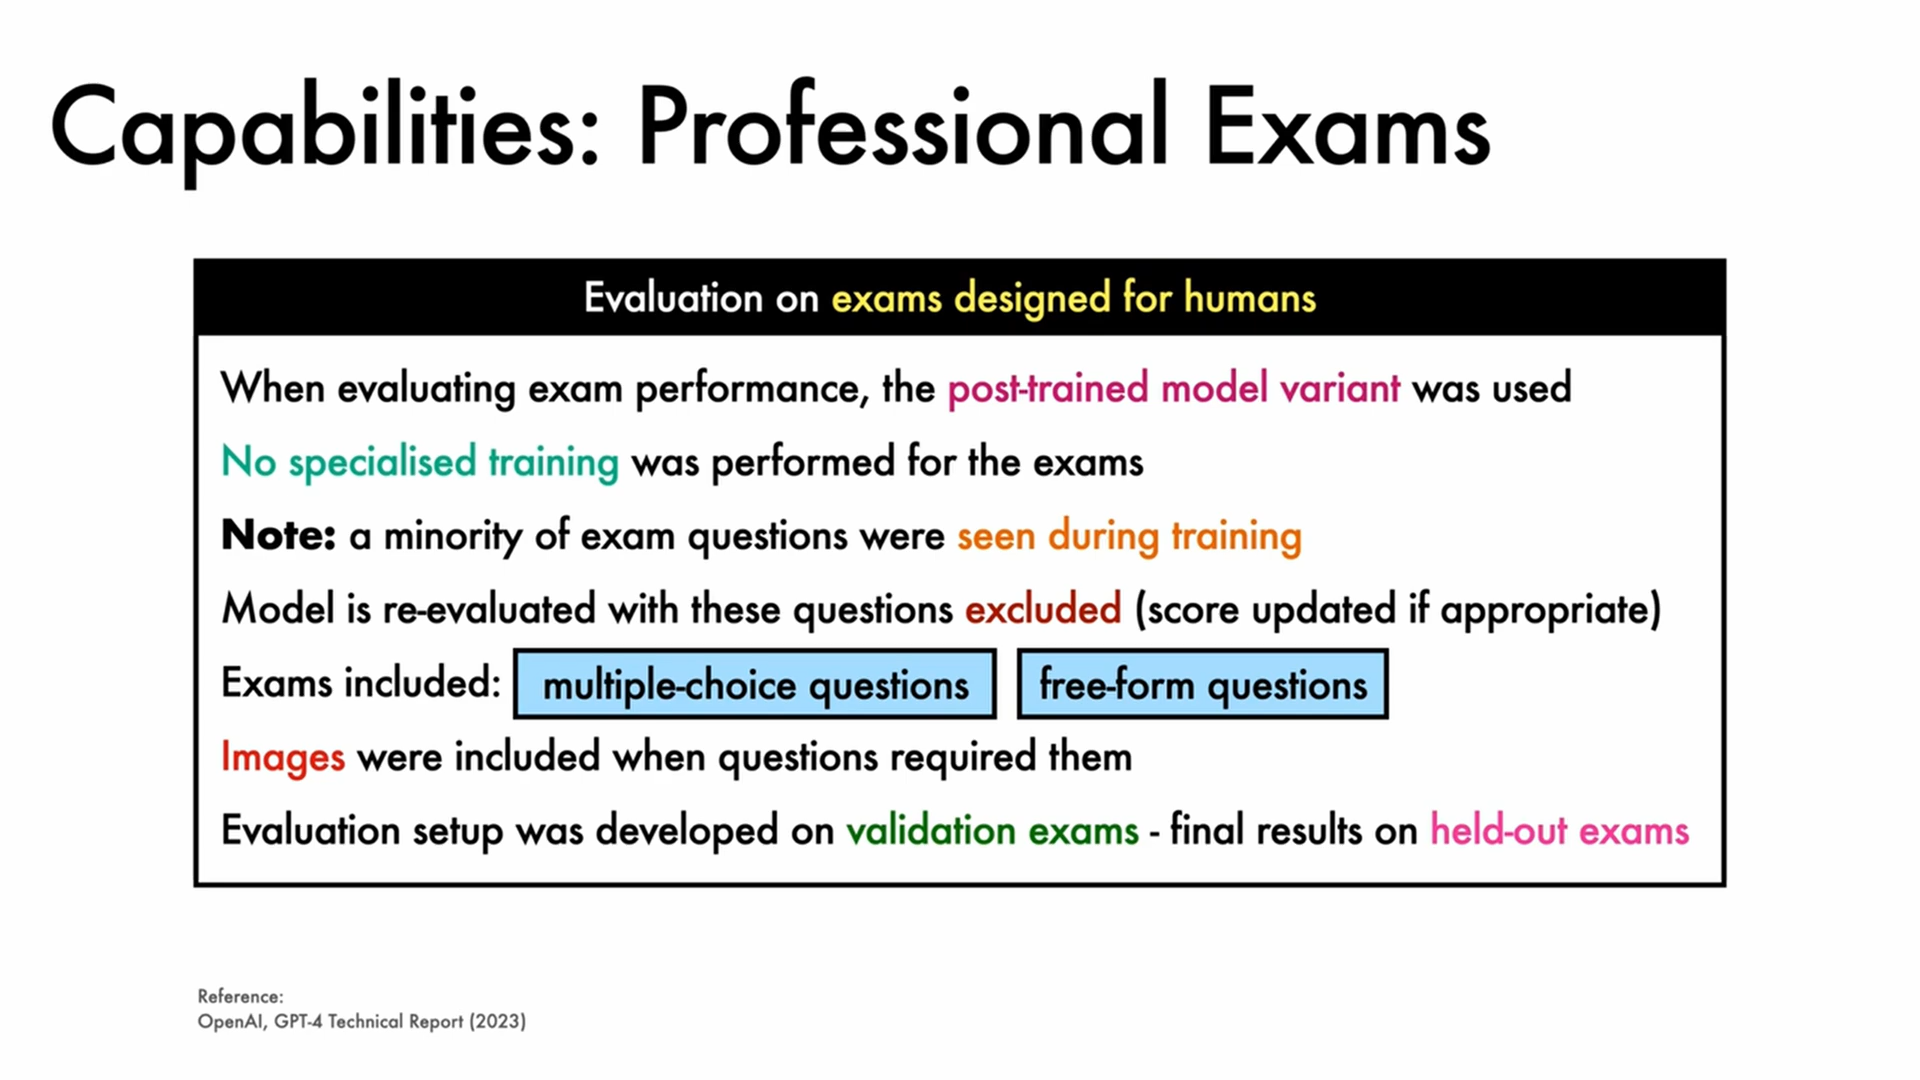 Capabilities: Professional Exams
Evaluation on exams designed for humans
When evaluating exam performance, the post-trained model variant was used
No specialised training was performed for the exams
Note: a minority of exam questions were seen during training
Model is re-evaluated with these questions excluded (score updated if appropriate)
Exams included: multiple-choice questions free-form questions
Images were included when questions required them
Evaluation setup was developed on validation exams - final results on held-out exams
Reference:
OpenAI, GPT-4 Technical Report (2023)